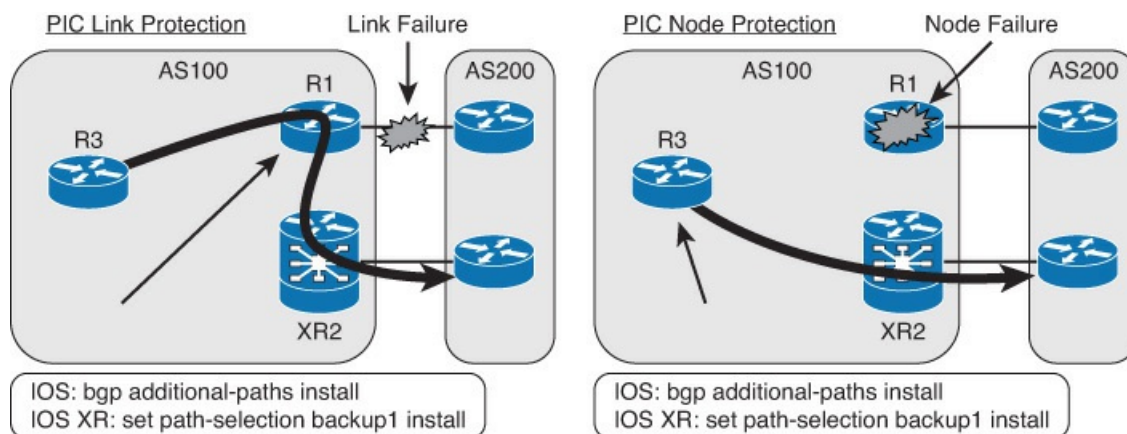 PIC Link Protection
Link Failure
AS100
AS200
R1
R3
XR2
IOS: bgp additional-paths install
IOS XR: set path-selection backup1 install
PIC Node Protection
Node Failure
AS100
AS200
R1
R3
XR2
IOS: bgp additional-paths install
IOS XR: set path-selection backup1 install